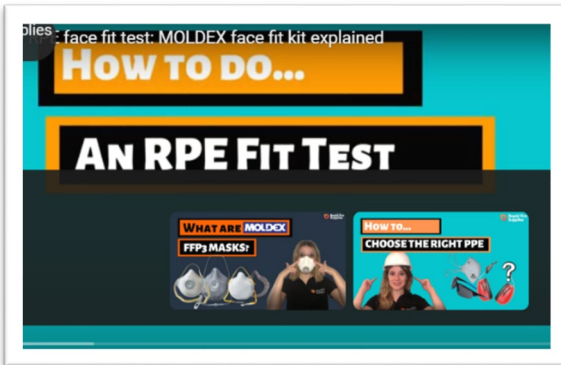 plies
RPE face fit test: MOLDEX face fit kit explained
HOW TO DO...
AN RPE FIT TEST
WHAT ARE MOLDEX
FFP3 MASKS?
HOW TO...
CHOOSE THE RIGHT PPE
?